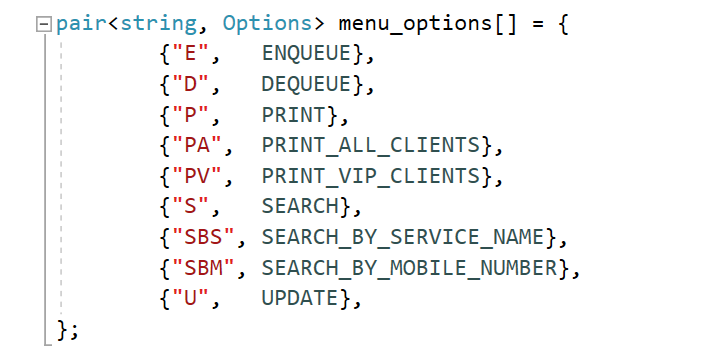 pair<string, Options> menu_options[] = {
{"E", ENQUEUE},
{"D", DEQUEUE},
{"P", PRINT},
{"PA", PRINT_ALL_CLIENTS},
{"PV", PRINT_VIP_CLIENTS},
{"S", SEARCH},
{"SBS", SEARCH_BY_SERVICE_NAME},
{"SBM", SEARCH_BY_MOBILE_NUMBER},
{"U", UPDATE},
};